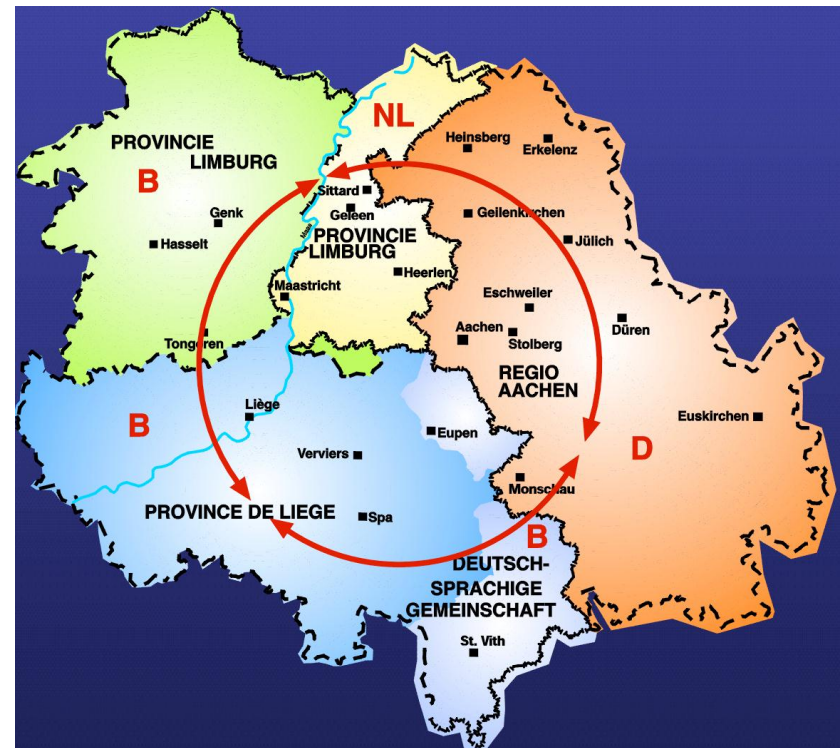 NL
Heinsberg
Erkelenz
PROVINCIE
LIMBURG
B
Sittard
Geleen
Genk
Hasselt
PROVINCIE
LIMBURG
Geilenkirchen
Jülich
Heerlen
Maastricht
Eschweiler
Düren
Aachen
Stolberg
Tongeren
REGIO
AACHEN
Liège
B
Eupen
Euskirchen
Verviers
D
Monschau
PROVINCE DE LIEGE
Spa
B
DEUTSCH-
SPRACHIGE
GEMEINSCHAFT
St. Vith